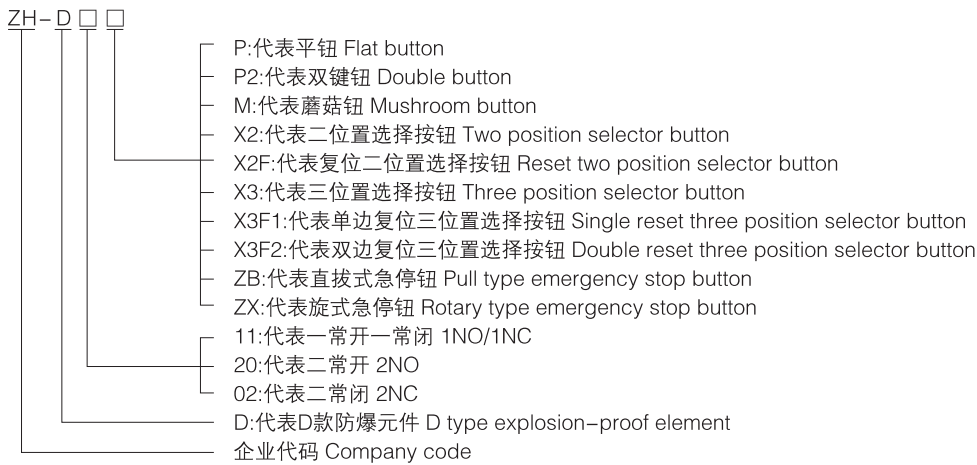 ZH-D□□
P:代表平钮 Flat button
P2:代表双键钮 Double button
M:代表蘑菇钮 Mushroom button
X2:代表二位置选择按钮 Two position selector button
X2F:代表复位二位置选择按钮 Reset two position selector button
X3:代表三位置选择按钮 Three position selector button
X3F1:代表单边复位三位置选择按钮 Single reset three position selector button
X3F2:代表双边复位三位置选择按钮 Double reset three position selector button
ZB:代表直拔式急停钮 Pull type emergency stop button
ZX:代表旋式急停钮 Rotary type emergency stop button
11:代表一常开一常闭 1NO/1NC
20:代表二常开 2NO
02:代表二常闭 2NC
D:代表D款防爆元件 D type explosion-proof element
企业代码 Company code